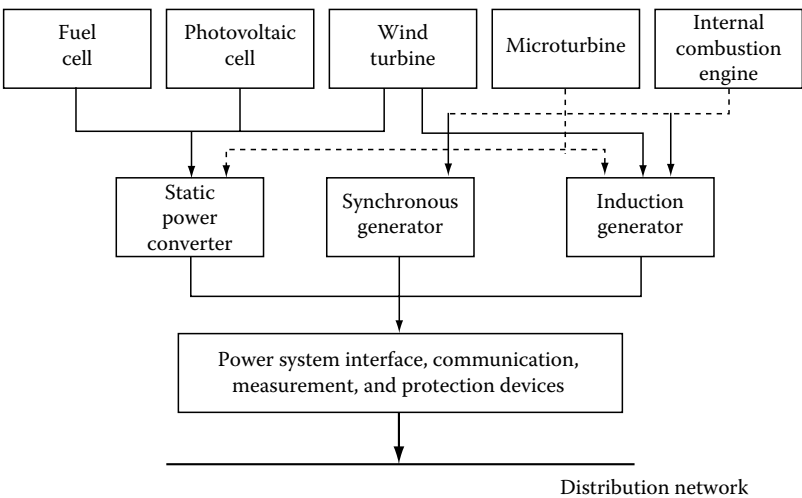 Fuel
cell
Photovoltaic
cell
Wind
turbine
Microturbine
Internal
combustion
engine
Static
power
converter
Synchronous
generator
Induction
generator
Power system interface, communication,
measurement, and protection devices
Distribution network